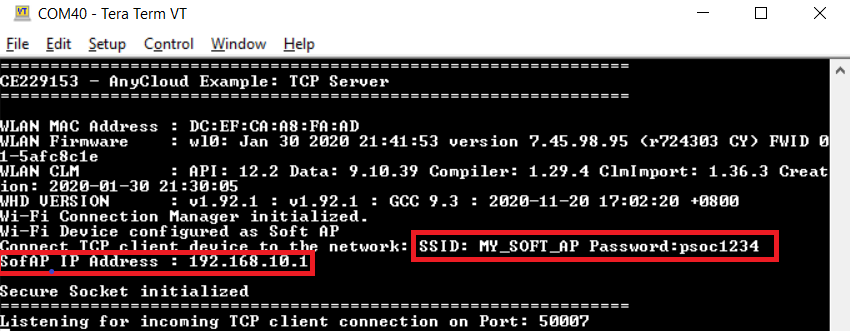 COM40 - Tera Term VT
File Edit Setup Control Window Help
===============================================================
CE229153 - AnyCloud Example: TCP Server
===============================================================
WLAN MAC Address : DC:EF:CA:A8:FA:AD
WLAN Firmware : wl0: Jan 30 2020 21:41:53 version 7.45.98.95 (r724303 CY) FWID 0
1-5afc8c1e
WLAN CLM : API: 12.2 Data: 9.10.39 Compiler: 1.29.4 ClmImport: 1.36.3 Creat
ion: 2020-01-30 21:30:05
WHD VERSION : v1.92.1 : v1.92.1 : GCC 9.3 : 2020-11-20 17:02:20 +0800
Wi-Fi Connection Manager initialized.
Wi-Fi Device configured as Soft AP
Connect TCP client device to the network: SSID: MY_SOFT_AP Password:psoc1234
SofAP IP Address : 192.168.10.1
Secure Socket initialized
===============================================================
Listening for incoming TCP client connection on Port: 50007